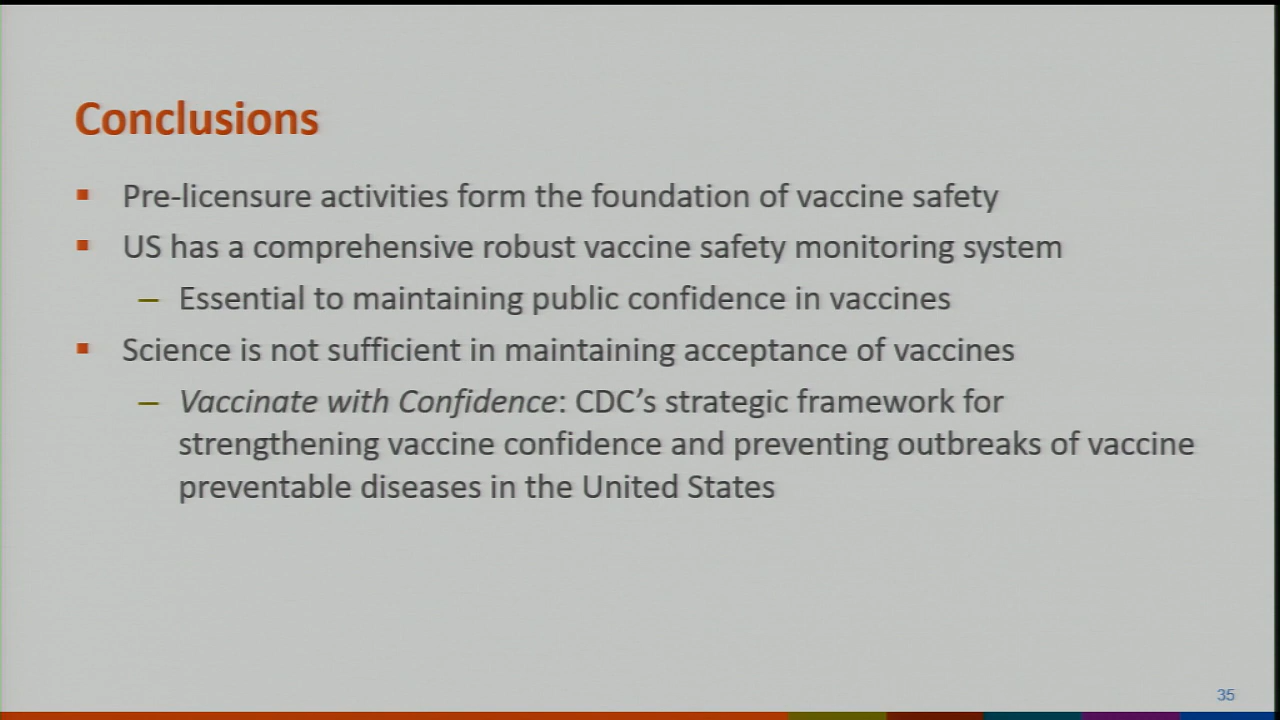 Conclusions
▪ Pre-licensure activities form the foundation of vaccine safety
▪ US has a comprehensive robust vaccine safety monitoring system
– Essential to maintaining public confidence in vaccines
▪ Science is not sufficient in maintaining acceptance of vaccines
– Vaccinate with Confidence: CDC’s strategic framework for
strengthening vaccine confidence and preventing outbreaks of vaccine
preventable diseases in the United States
35